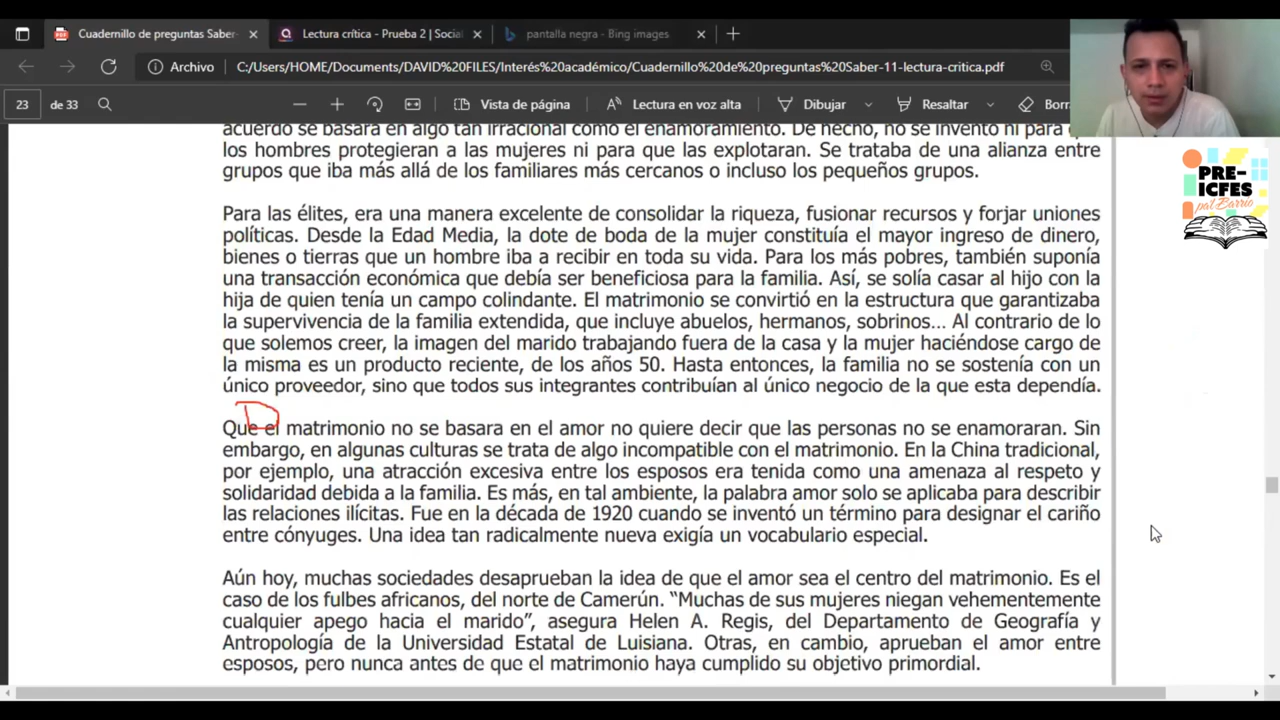 Cuadernillo de preguntas Saber-
Lectura crítica - Prueba 2 | Social
pantalla negra - Bing images
Archivo
C:/Users/HOME/Documents/DAVID%20FILES/Interés%20académico/Cuadernillo%20de%20preguntas%20Saber-11-lectura-critica.pdf
23
de 33
Vista de página
Lectura en voz alta
Dibujar
Resaltar
Borra
PRE-
ICFES
pal Barrio
acuerdo se basara en algo tan irracional como el enamoramiento. De hecho, no se inventó ni para
los hombres protegieran a las mujeres ni para que las explotaran. Se trataba de una alianza entre
grupos que iba más allá de los familiares más cercanos o incluso los pequeños grupos.
Para las élites, era una manera excelente de consolidar la riqueza, fusionar recursos y forjar uniones
políticas. Desde la Edad Media, la dote de boda de la mujer constituía el mayor ingreso de dinero,
bienes o tierras que un hombre iba a recibir en toda su vida. Para los más pobres, también suponía
una transacción económica que debía ser beneficiosa para la familia. Así, se solía casar al hijo con la
hija de quien tenía un campo colindante. El matrimonio se convirtió en la estructura que garantizaba
la supervivencia de la familia extendida, que incluye abuelos, hermanos, sobrinos... Al contrario de lo
que solemos creer, la imagen del marido trabajando fuera de la casa y la mujer haciéndose cargo de
la misma es un producto reciente, de los años 50. Hasta entonces, la familia no se sostenía con un
único proveedor, sino que todos sus integrantes contribuían al único negocio de la que esta dependía.
Que el matrimonio no se basara en el amor no quiere decir que las personas no se enamoraran. Sin
embargo, en algunas culturas se trata de algo incompatible con el matrimonio. En la China tradicional,
por ejemplo, una atracción excesiva entre los esposos era tenida como una amenaza al respeto y
solidaridad debida a la familia. Es más, en tal ambiente, la palabra amor solo se aplicaba para describir
las relaciones ilícitas. Fue en la década de 1920 cuando se inventó un término para designar el cariño
entre cónyuges. Una idea tan radicalmente nueva exigía un vocabulario especial.
Aún hoy, muchas sociedades desaprueban la idea de que el amor sea el centro del matrimonio. Es el
caso de los fulbes africanos, del norte de Camerún. "Muchas de sus mujeres niegan vehementemente
cualquier apego hacia el marido", asegura Helen A. Regis, del Departamento de Geografía y
Antropología de la Universidad Estatal de Luisiana. Otras, en cambio, aprueban el amor entre
esposos, pero nunca antes de que el matrimonio haya cumplido su objetivo primordial.